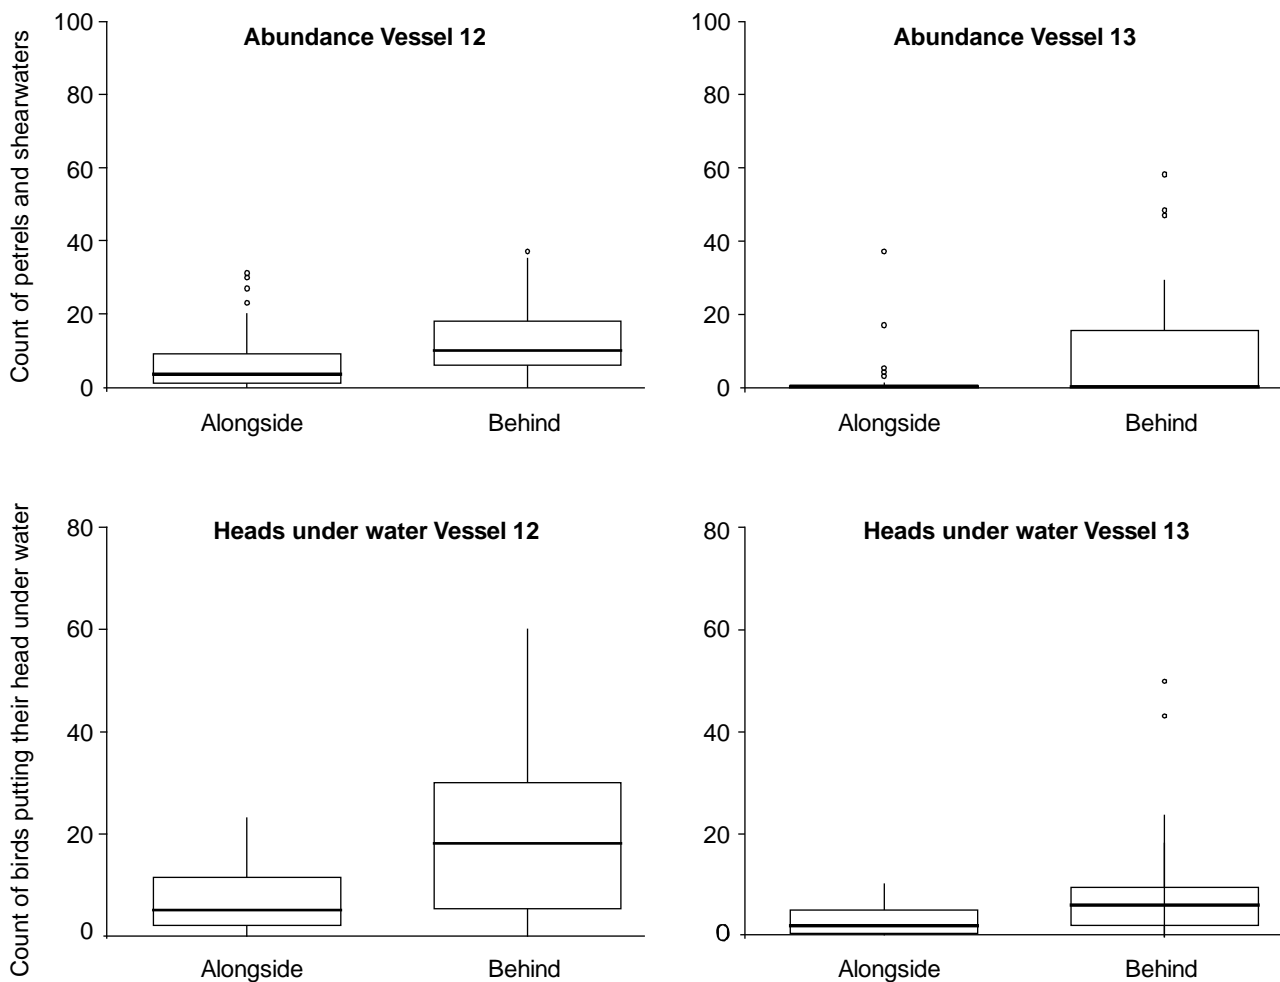 Abundance Vessel 12
Count of petrels and shearwaters
100
80
60
40
20
0
Alongside
Behind
Abundance Vessel 13
100
80
60
40
20
0
Alongside
Behind
Heads under water Vessel 12
Count of birds putting their head under water
80
60
40
20
0
Alongside
Behind
Heads under water Vessel 13
80
60
40
20
0
Alongside
Behind